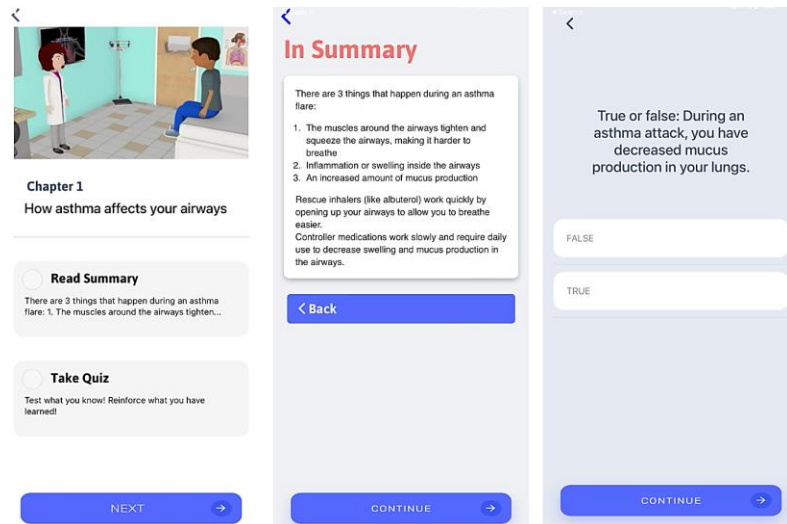 Chapter 1
How asthma affects your airways
Read Summary
There are 3 things that happen during an asthma
flare: 1. The muscles around the airways tighten...
Take Quiz
Test what you know! Reinforce what you have
learned!
NEXT
In Summary
There are 3 things that happen during an asthma
flare:
1. The muscles around the airways tighten and
squeeze the airways, making it harder to
breathe
2. Inflammation or swelling inside the airways
3. An increased amount of mucus production
Rescue inhalers (like albuterol) work quickly by
opening up your airways to allow you to breathe
easier.
Controller medications work slowly and require daily
use to decrease swelling and mucus production in
the airways.
Back
CONTINUE
True or false: During an
asthma attack, you have
decreased mucus
production in your lungs.
FALSE
TRUE
CONTINUE